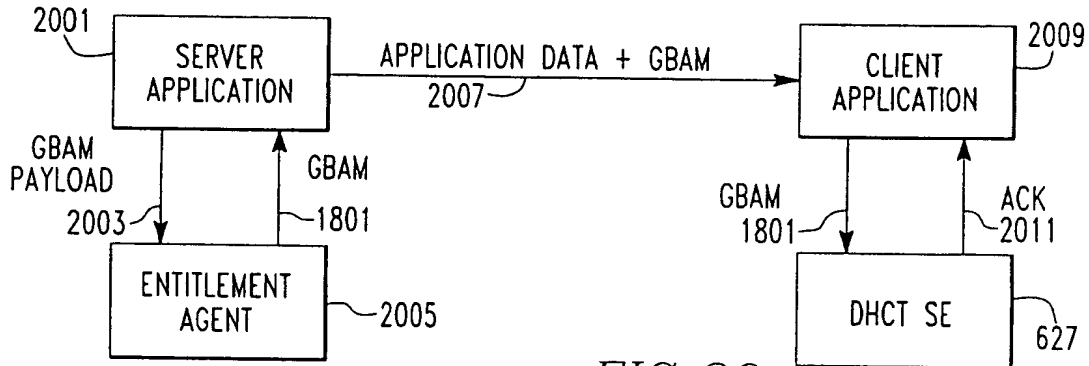 2001
SERVER
APPLICATION
APPLICATION DATA + GBAM
2007
2009
CLIENT
APPLICATION
GBAM
PAYLOAD
2003
GBAM
1801
GBAM
1801
ACK
2011
ENTITLEMENT
AGENT
2005
DHCT SE
627